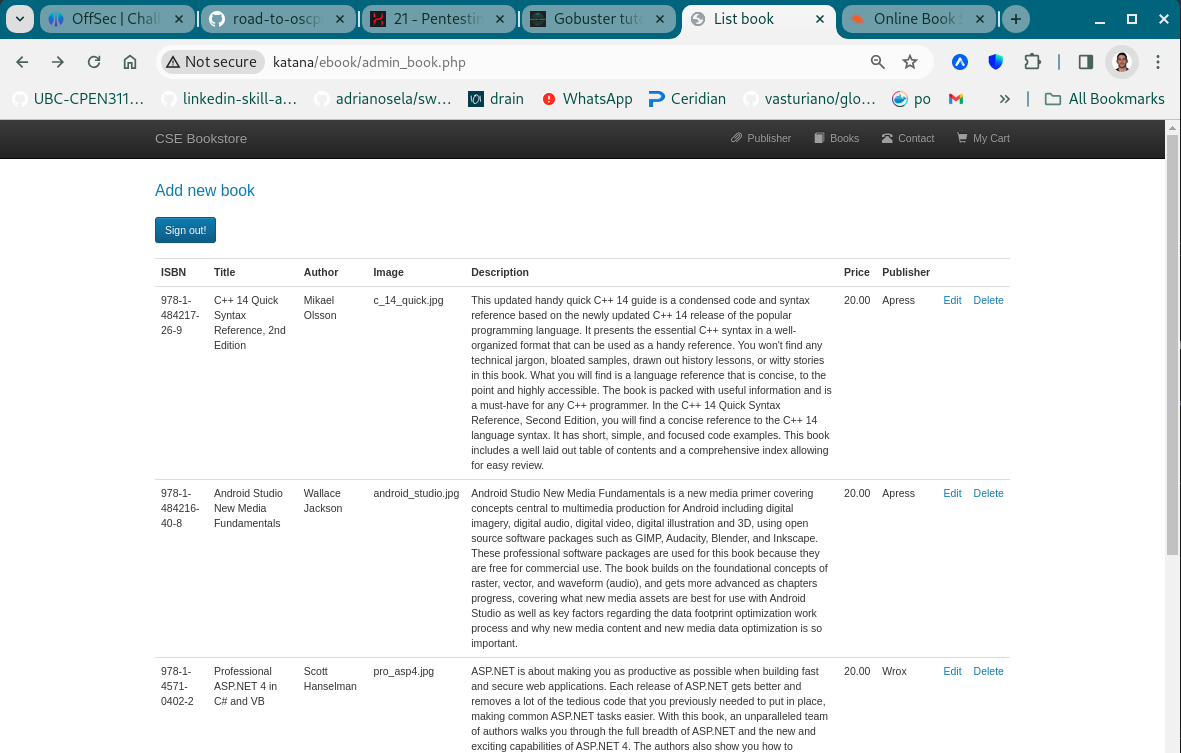 OffSec | Chal
road-to-oscp
21 - Pentestin
Gobuster tut
List book
Online Book S
Not secure
katana/ebook/admin_book.php
UBC-CPEN311...
linkedin-skill-a...
adrianosela/sw...
drain
WhatsApp
Ceridian
vasturiano/glo...
po
All Bookmarks
CSE Bookstore
Publisher
Books
Contact
My Cart
Add new book
Sign out!
ISBN Title Author Image Description Price Publisher
978-1-484217-26-9
C++ 14 Quick
Syntax
Reference, 2nd
Edition
Mikael
Olsson
c_14_quick.jpg
This updated handy quick C++ 14 guide is a condensed code and syntax
reference based on the newly updated C++ 14 release of the popular
programming language. It presents the essential C++ syntax in a well-
organized format that can be used as a handy reference. You won't find any
technical jargon, bloated samples, drawn out history lessons, or witty stories
in this book. What you will find is a language reference that is concise, to the
point and highly accessible. The book is packed with useful information and is
a must-have for any C++ programmer. In the C++ 14 Quick Syntax
Reference, Second Edition, you will find a concise reference to the C++ 14
language syntax. It has short, simple, and focused code examples. This book
includes a well laid out table of contents and a comprehensive index allowing
for easy review.
20.00
Apress
Edit
Delete
978-1-
484216-
40-8
Android Studio
New Media
Fundamentals
Wallace
Jackson
android_studio.jpg
Android Studio New Media Fundamentals is a new media primer covering
concepts central to multimedia production for Android including digital
imagery, digital audio, digital video, digital illustration and 3D, using open
source software packages such as GIMP, Audacity, Blender, and Inkscape.
These professional software packages are used for this book because they
are free for commercial use. The book builds on the foundational concepts of
raster, vector, and waveform (audio), and gets more advanced as chapters
progress, covering what new media assets are best for use with Android
Studio as well as key factors regarding the data footprint optimization work
process and why new media content and new media data optimization is so
important.
20.00
Apress
Edit
Delete
978-1-
4571-
0402-2
Professional
ASP.NET 4 in
C# and VB
Scott
Hanselman
pro_asp4.jpg
ASP.NET is about making you as productive as possible when building fast
and secure web applications. Each release of ASP.NET gets better and
removes a lot of the tedious code that you previously needed to put in place,
making common ASP.NET tasks easier. With this book, an unparalleled team
of authors walks you through the full breadth of ASP.NET and the new and
exciting capabilities of ASP.NET 4. The authors also show you how to
20.00
Wrox
Edit
Delete